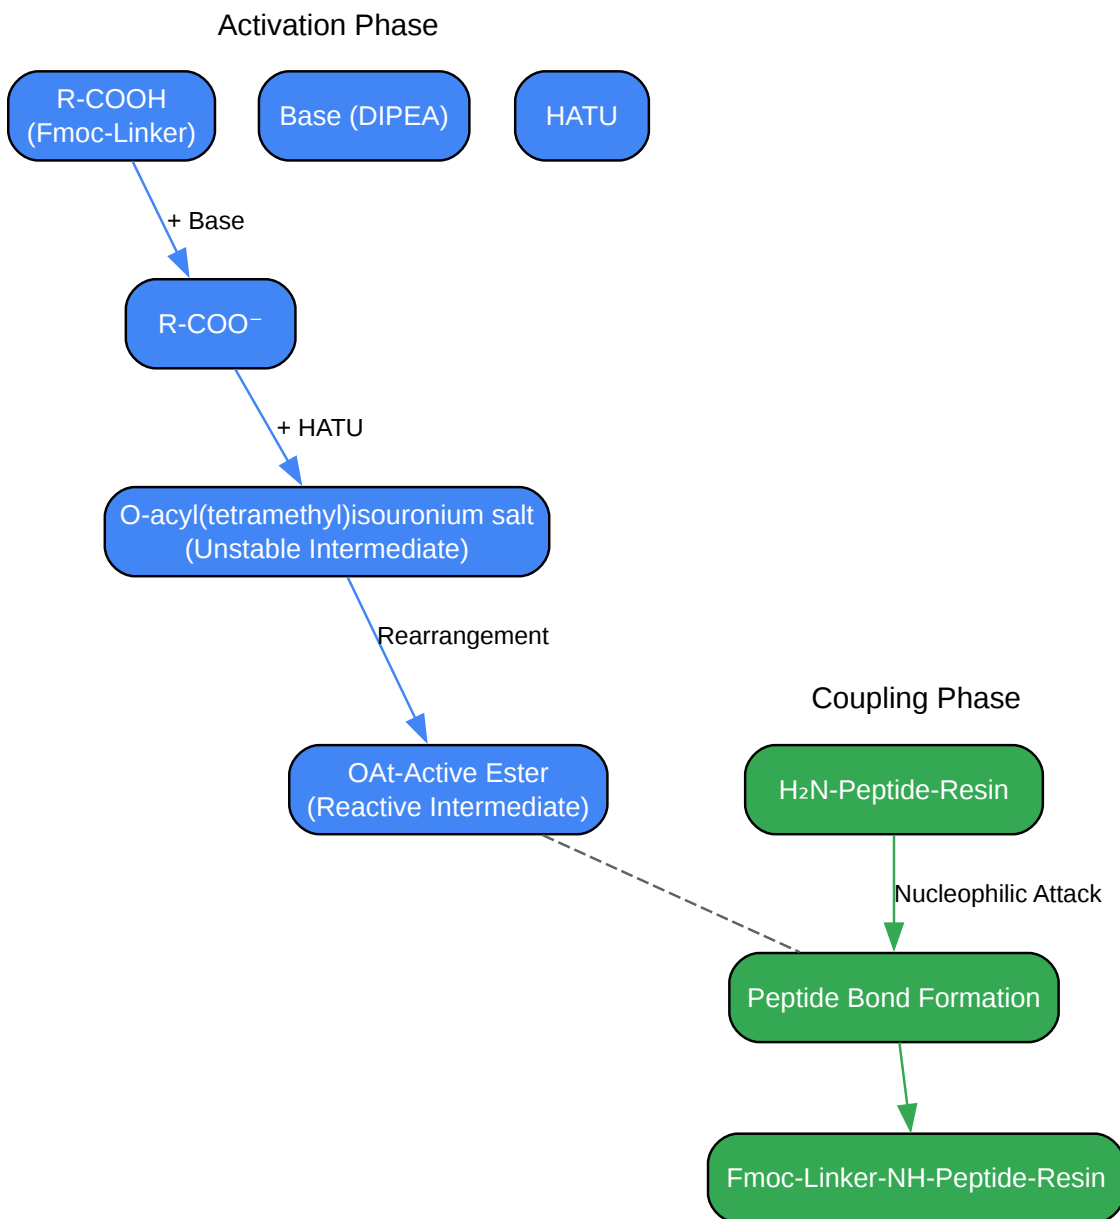 Activation Phase
R-COOH
(Fmoc-Linker)
Base (DIPEA)
HATU
+ Base
R-COO⁻
+ HATU
O-acyl(tetramethyl)isouronium salt
(Unstable Intermediate)
Rearrangement
OAt-Active Ester
(Reactive Intermediate)
Coupling Phase
H₂N-Peptide-Resin
Nucleophilic Attack
Peptide Bond Formation
Fmoc-Linker-NH-Peptide-Resin